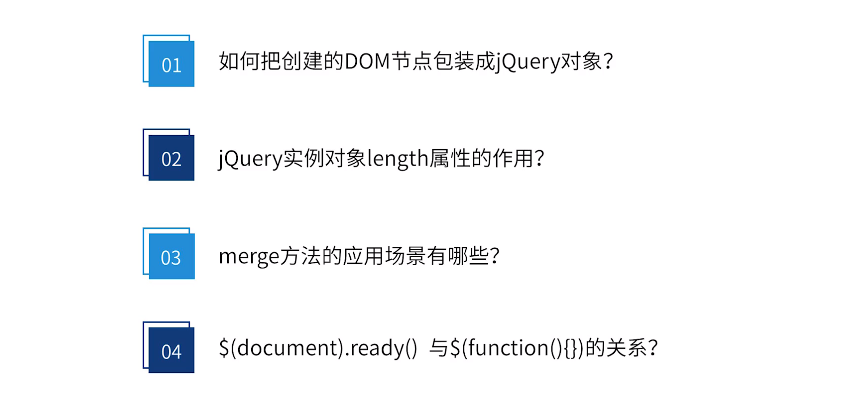 01 如何把创建的DOM节点包装成jQuery对象？
02 jQuery实例对象length属性的作用？
03 merge方法的应用场景有哪些？
04 $(document).ready() 与$(function(){})的关系？